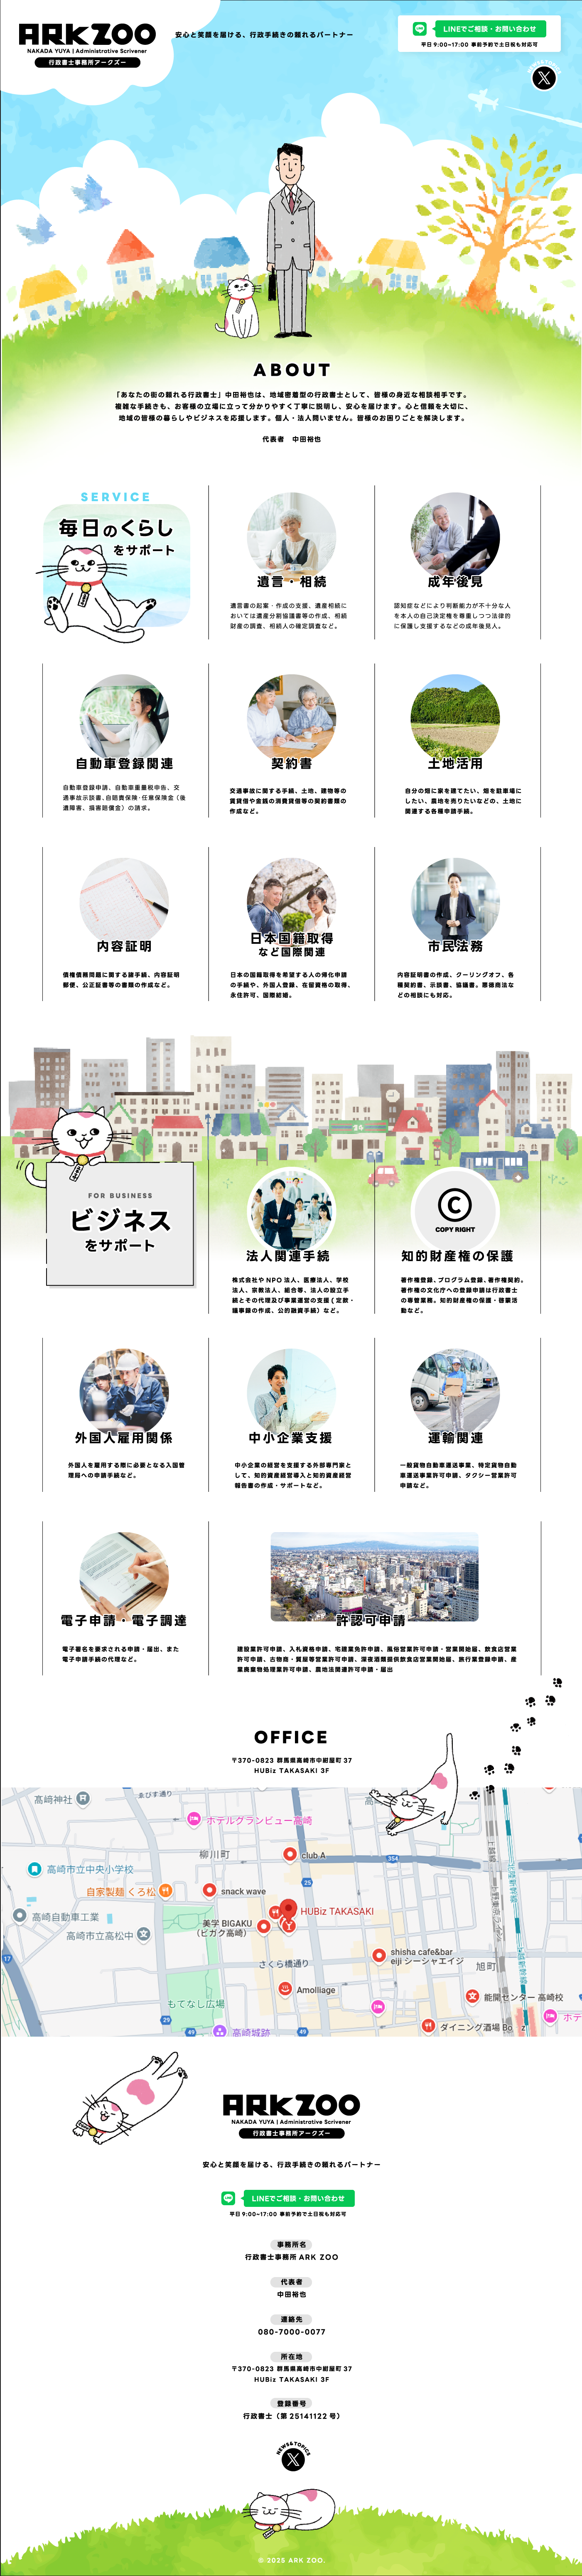 ARK ZOO
NAKADA YUYA | Administrative Scrivener
行政書士事務所アークズー
安心と笑顔を届ける、行政手続きの頼れるパートナー
LINEでご相談・お問い合わせ
平日 9:00~17:00 事前予約で土日祝も対応可
ABOUT
「あなたの街の頼れる行政書士」中田裕也は、地域密着型の行政書士として、皆様の身近な相談相手です。
複雑な手続きも、お客様の立場に立って分かりやすく丁寧に説明し、安心を届けます。心と信頼を大切に、
地域の皆様の暮らしやビジネスを応援します。個人・法人問いません。皆様のお困りごとを解決します。
代表者 中田裕也
SERVICE
毎日のくらし
をサポート
遺言・相続
遺言書の起案・作成の支援、遺産相続に
おいては遺産分割協議書等の作成、相続
財産の調査、相続人の確定調査など。
成年後見
認知症などにより判断能力が不十分な人
を本人の自己決定権を尊重しつつ法律的
に保護し支援するなどの成年後見人。
自動車登録関連
自動車登録申請、自動車重量税申告、交
通事故示談書、自賠責保険・任意保険金（後
遺障害、損害賠償金）の請求。
契約書
交通事故に関する手続、土地、建物等の
賃貸借や金銭の消費貸借等の契約書類の
作成など。
土地活用
自分の畑に家を建てたい、畑を駐車場に
したい、農地を売りたいなどの、土地に
関連する各種申請手続。
内容証明
債権債務問題に関する諸手続、内容証明
郵便、公正証書等の書類の作成など。
日本国籍取得
など国際関連
日本の国籍取得を希望する人の帰化申請
の手続や、外国人登録、在留資格の取得、
永住許可、国際結婚。
市民法務
内容証明書の作成、クーリングオフ、各
種契約書、示談書、協議書。悪徳商法な
どの相談にも対応。
24
FOR BUSINESS
ビジネス
をサポート
法人関連手続
株式会社や NPO 法人、医療法人、学校
法人、宗教法人、組合等、法人の設立手
続とその代理及び事業運営の支援 ( 定款・
議事録の作成、公的融資手続）など。
C
COPY RIGHT
知的財産権の保護
著作権登録、プログラム登録、著作権契約。
著作権の文化庁への登録申請は行政書士
の専管業務。知的財産権の保護・啓蒙活
動など。
外国人雇用関係
外国人を雇用する際に必要となる入国管
理局への申請手続など。
中小企業支援
中小企業の経営を支援する外部専門家と
して、知的資産経営導入と知的資産経営
報告書の作成・サポートなど。
運輸関連
一般貨物自動車運送事業、特定貨物自動
車運送事業許可申請、タクシー営業許可
申請など。
電子申請・電子調達
電子署名を要求される申請・届出、また
電子申請手続の代理など。
許認可申請
建設業許可申請、入札資格申請、宅建業免許申請、風俗営業許可申請・営業開始届、飲食店営業
許可申請、古物商・質屋等営業許可申請、深夜酒類提供飲食店営業開始届、旅行業登録申請、産
業廃棄物処理業許可申請、農地法関連許可申請・届出
OFFICE
〒370-0823 群馬県高崎市中紺屋町 37
HUBiz TAKASAKI 3F
高﨑神社
ゑびす通り
ホテルグランビュー高崎
柳川町
club A
354
上越線
高崎市立中央小学校
自家製麺 くろ松
snack wave
25
HUBiz TAKASAKI
高崎自動車工業
美学 BIGAKU
（ビガク高崎）
高崎市立高松中
shisha cafe&bar
eiji シーシャエイジ
旭町
17
さくら橋通り
Amolliage
能開センター 高崎校
もてなし広場
ホテ
29
49
高崎城跡
49
ダイニング酒場 Bo z
ARK ZOO
NAKADA YUYA | Administrative Scrivener
行政書士事務所アークズー
安心と笑顔を届ける、行政手続きの頼れるパートナー
LINEでご相談・お問い合わせ
平日 9:00~17:00 事前予約で土日祝も対応可
事務所名
行政書士事務所 ARK ZOO
代表者
中田裕也
連絡先
080-7000-0077
所在地
〒370-0823 群馬県高崎市中紺屋町 37
HUBiz TAKASAKI 3F
登録番号
行政書士（第 25141122 号）
NEWS&TOPICS
X
© 2025 ARK ZOO.